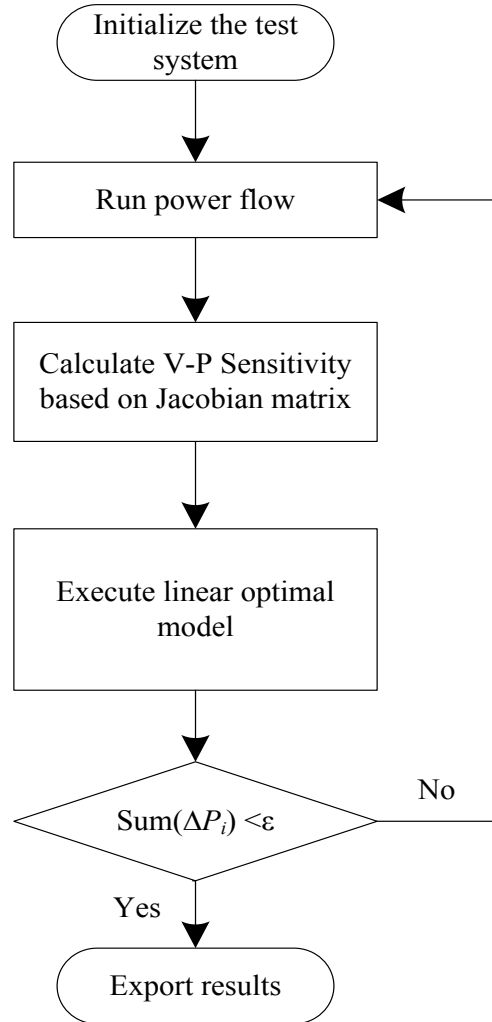 Initialize the test
system
Run power flow
Calculate V-P Sensitivity
based on Jacobian matrix
Execute linear optimal
model
Sum(ΔPi) <ε
No
Yes
Export results